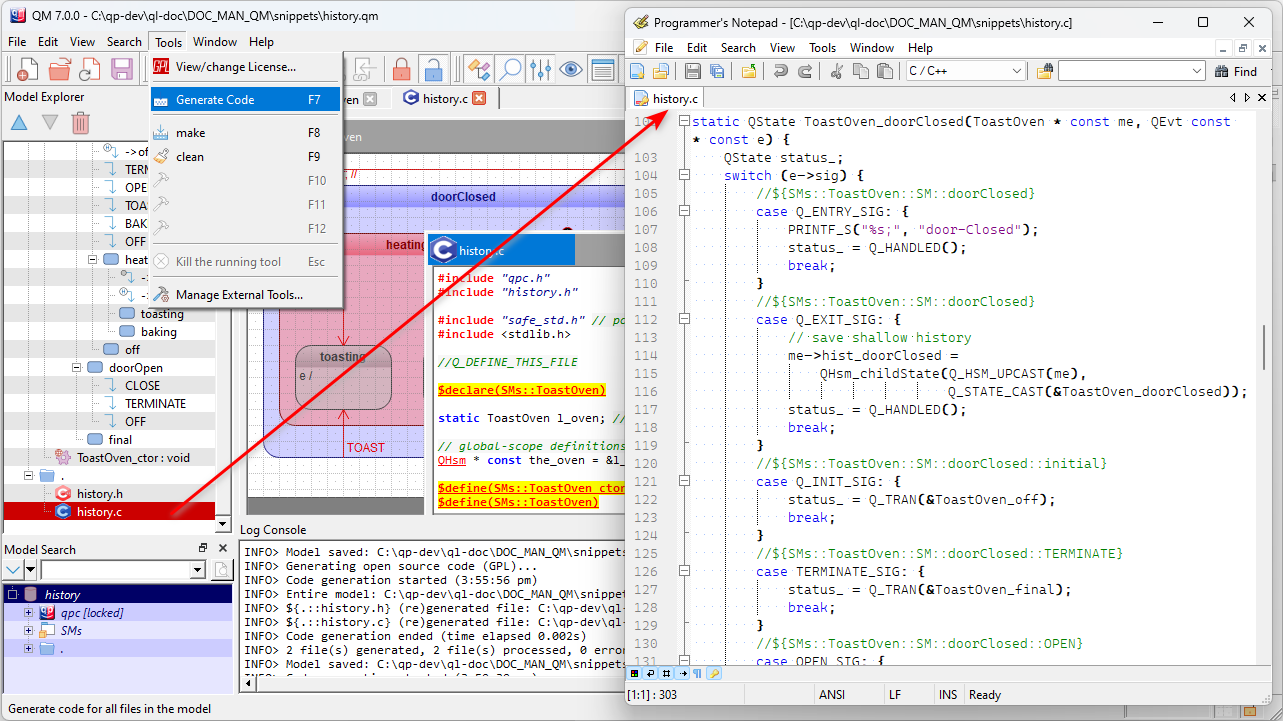 QM 7.0.0 - C:\qp-dev\ql-doc\DOC_MAN_QM\snippets\history.qm
File Edit View Search Tools Window Help
GPL View/change License...
Generate Code F7
make F8
clean F9
F10
F11
F12
Kill the running tool Esc
Manage External Tools...
Model Explorer
->of
TERM
OPE
TOAS
BAK
OFF
heat
toasting
baking
off
doorOpen
CLOSE
TERMINATE
OFF
final
ToastOven_ctor : void
.
history.h
history.c
Model Search
history
qpc [locked]
SMs
.
history.c
doorClosed
heating
toasting
e /
TOAST
history.c
#include "qpc.h"
#include "history.h"
#include "safe_std.h" // po
#include <stdlib.h>
//Q_DEFINE_THIS_FILE
$declare(SMs::ToastOven)
static ToastOven l_oven; //
// global-scope definitions
QHsm * const the_oven = &l_
$define(SMs::ToastOven_ctor
$define(SMs::ToastOven)
Log Console
INFO> Model saved: C:\qp-dev\ql-doc\DOC_MAN_QM\snippets
INFO> Generating open source code (GPL)...
INFO> Code generation started (3:55:56 pm)
INFO> Entire model: C:\qp-dev\ql-doc\DOC_MAN_QM\snippet
INFO> ${.::history.h} (re)generated file: C:\qp-dev\ql-
INFO> ${.::history.c} (re)generated file: C:\qp-dev\ql-
INFO> Code generation ended (time elapsed 0.002s)
INFO> 2 file(s) generated, 2 file(s) processed, 0 error
INFO> Model saved: C:\qp-dev\ql-doc\DOC_MAN_QM\snippets
Generate code for all files in the model
Programmer's Notepad - [C:\qp-dev\ql-doc\DOC_MAN_QM\snippets\history.c]
File Edit Search View Tools Window Help
C / C++ Find
history.c
static QState ToastOven_doorClosed(ToastOven * const me, QEvt const
* const e) {
103 QState status_;
104 switch (e->sig) {
105 //${SMs::ToastOven::SM::doorClosed}
106 case Q_ENTRY_SIG: {
107 PRINTF_S("%s;", "door-Closed");
108 status_ = Q_HANDLED();
109 break;
110 }
111 //${SMs::ToastOven::SM::doorClosed}
112 case Q_EXIT_SIG: {
113 // save shallow history
114 me->hist_doorClosed =
115 QHsm_childState(Q_HSM_UPCAST(me),
116 Q_STATE_CAST(&ToastOven_doorClosed));
117 status_ = Q_HANDLED();
118 break;
119 }
120 //${SMs::ToastOven::SM::doorClosed::initial}
121 case Q_INIT_SIG: {
122 status_ = Q_TRAN(&ToastOven_off);
123 break;
124 }
125 //${SMs::ToastOven::SM::doorClosed::TERMINATE}
126 case TERMINATE_SIG: {
127 status_ = Q_TRAN(&ToastOven_final);
128 break;
129 }
130 //${SMs::ToastOven::SM::doorClosed::OPEN}
131 case OPEN_SIG: {
[1:1] : 303 ANSI LF INS Ready